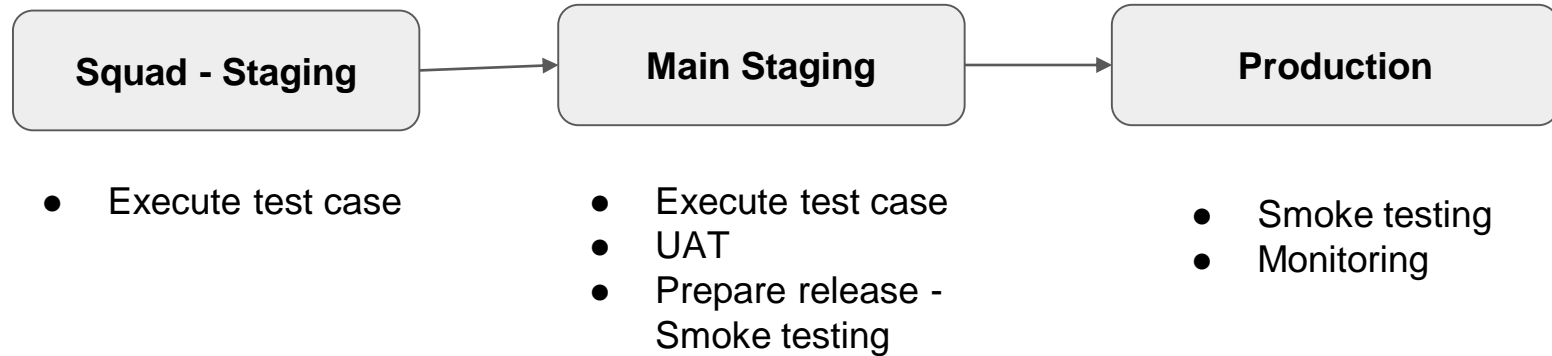 Squad - Staging
Main Staging
Production
● Execute test case
● Execute test case
● UAT
● Prepare release -
Smoke testing
● Smoke testing
● Monitoring